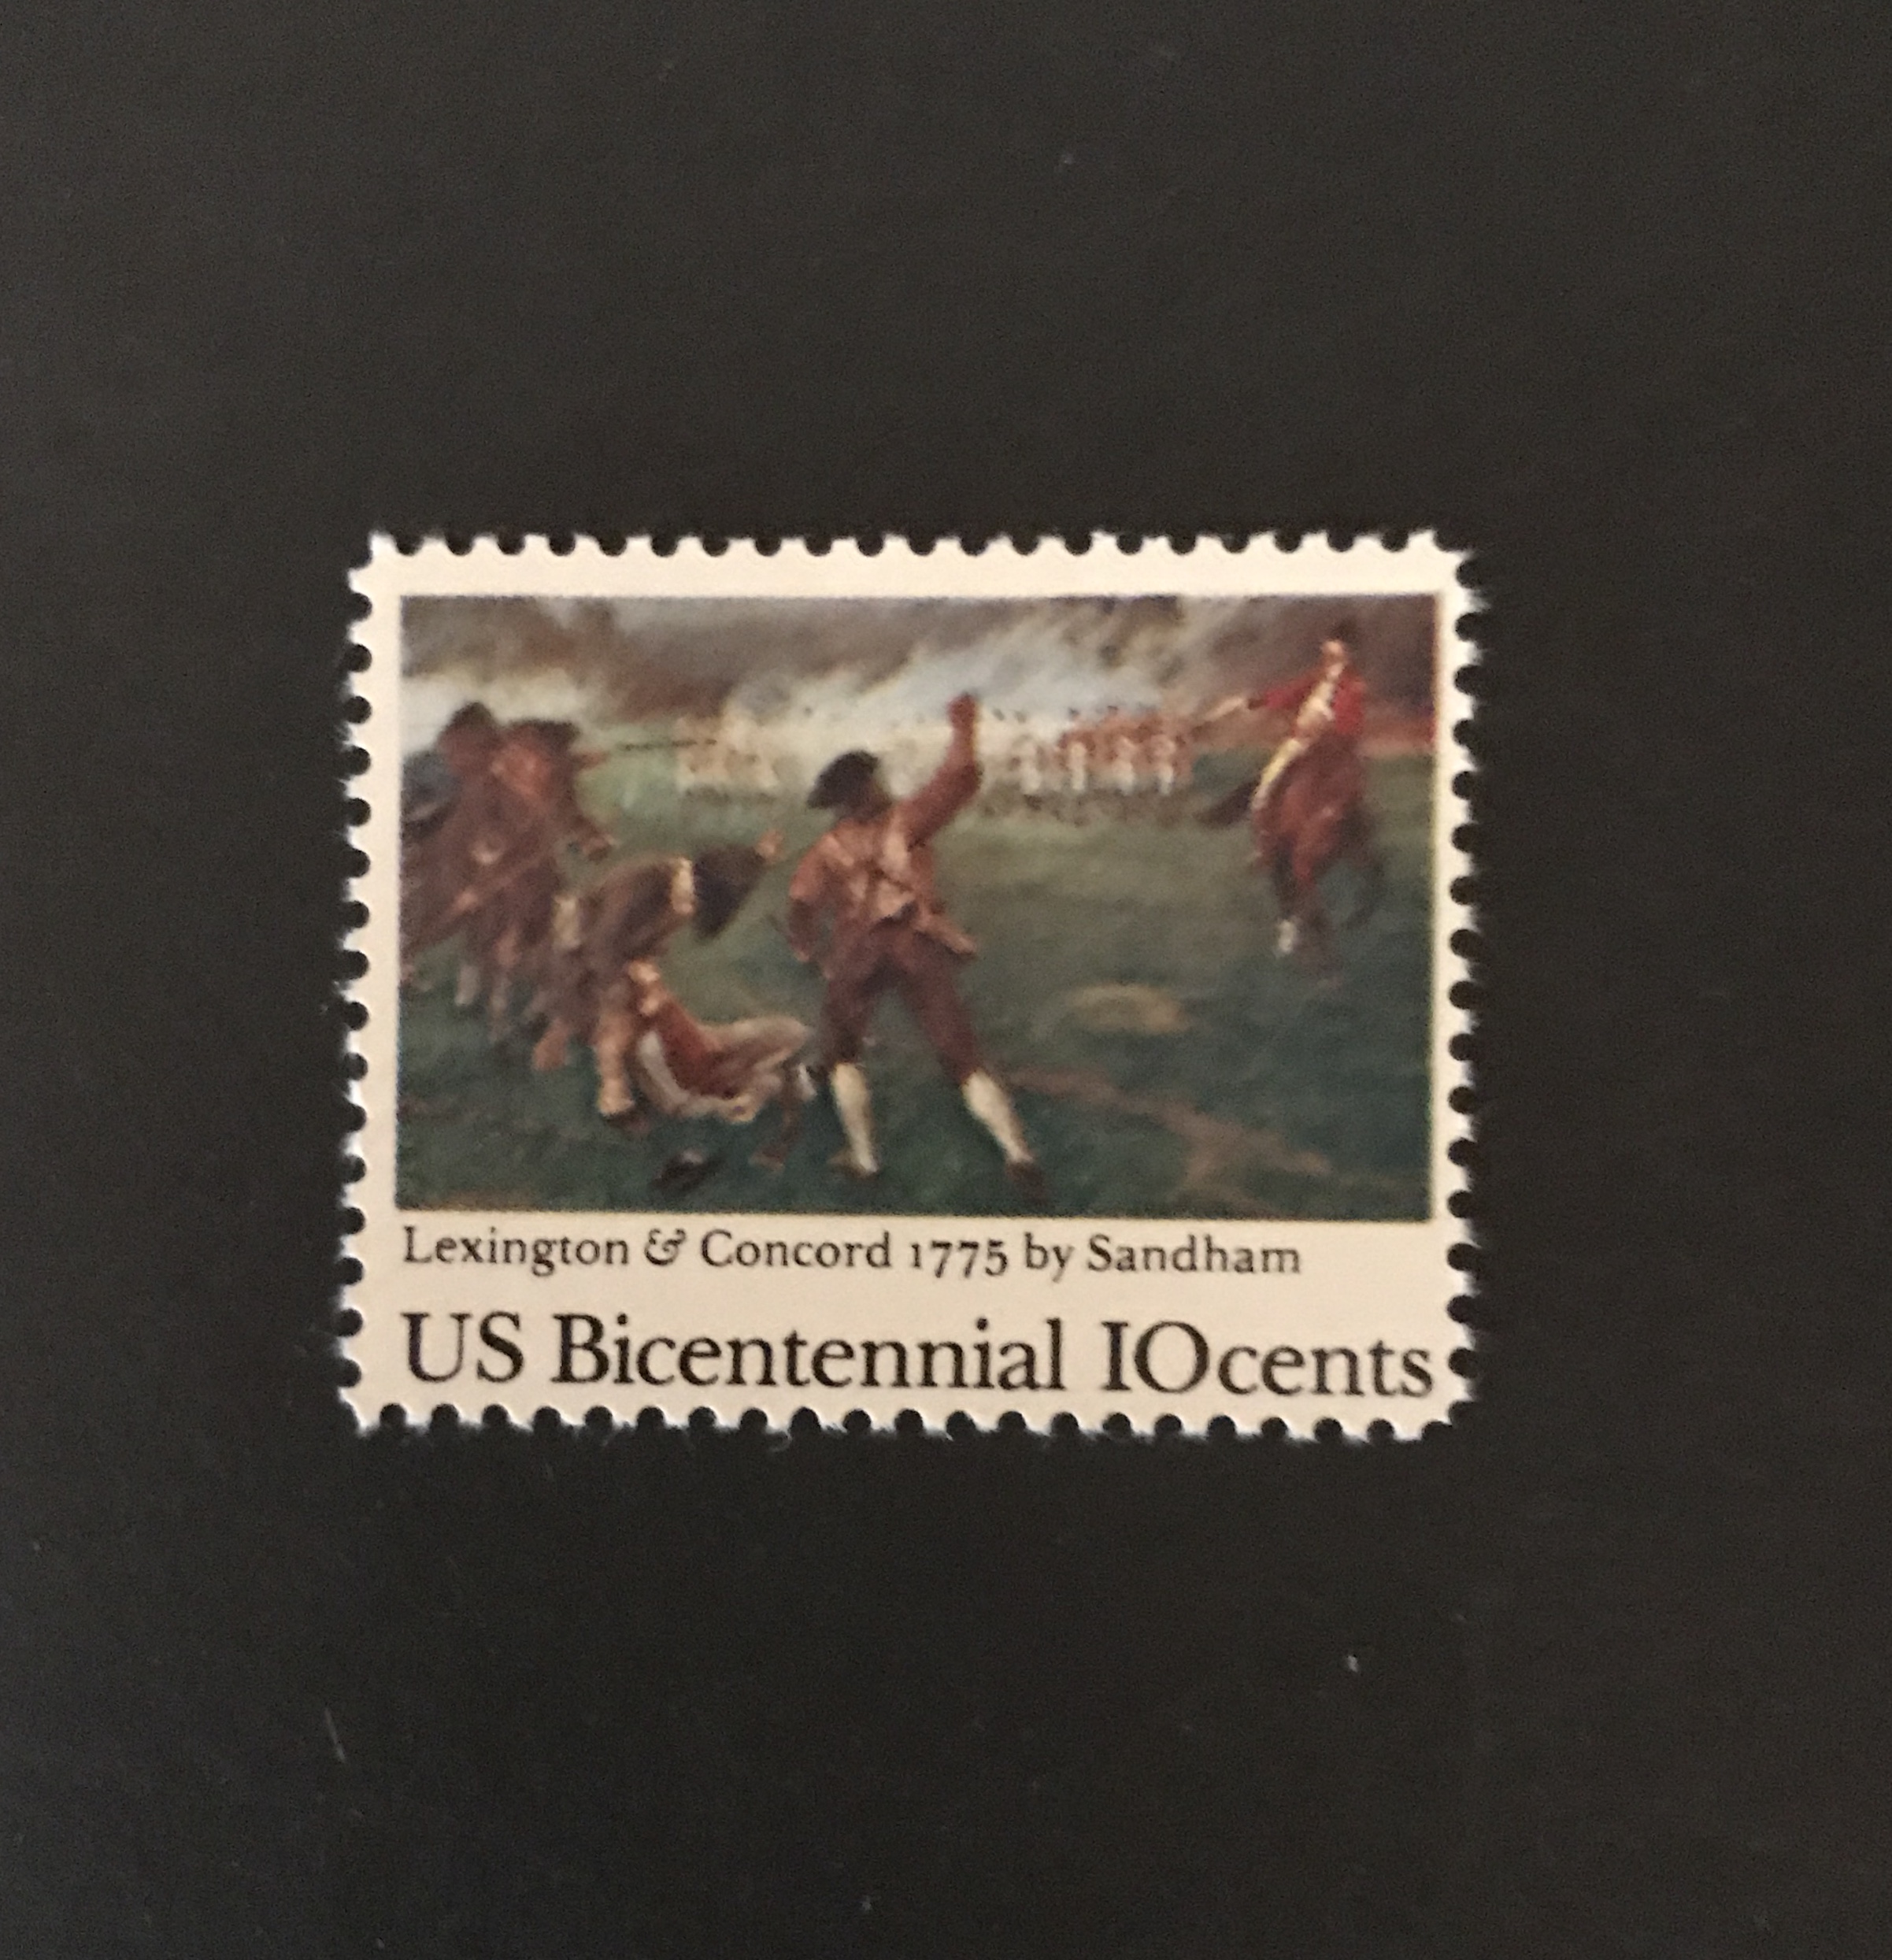 Lexington & Concord 1775 by Sandham
US Bicentennial 10cents